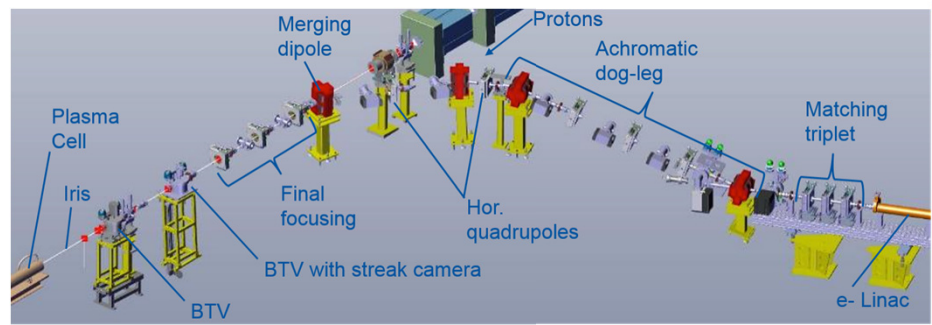 Protons
Merging
dipole
Achromatic
dog-leg
Plasma
Cell
Matching
triplet
Iris
Final
focusing
Hor.
quadrupoles
BTV with streak camera
BTV
e- Linac